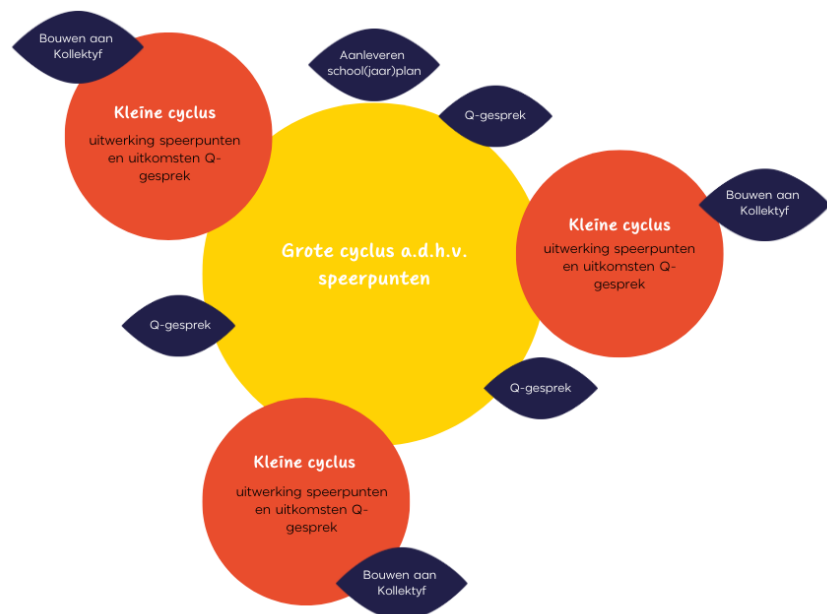 Bouwen aan
Kollektyf
Aanleveren
school(jaar)plan
Q-gesprek
Kleine cyclus
uitwerking speerpunten
en uitkomsten Q-
gesprek
Bouwen aan
Kollektyf
Kleine cyclus
uitwerking speerpunten
en uitkomsten Q-
gesprek
Grote cyclus a.d.h.v.
speerpunten
Q-gesprek
Q-gesprek
Kleine cyclus
uitwerking speerpunten
en uitkomsten Q-
gesprek
Bouwen aan
Kollektyf